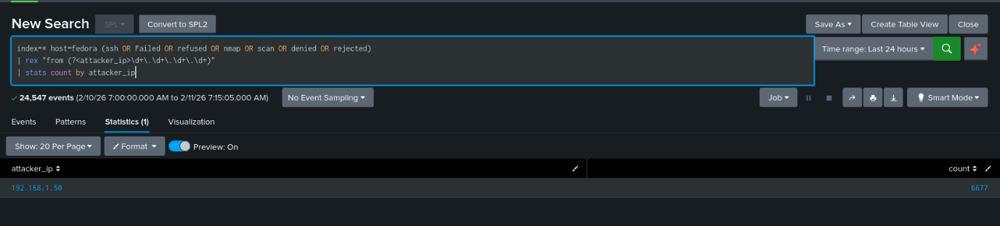 New Search
SPL
Convert to SPL2
Save As
Create Table View
Close
index=* host=fedora (ssh OR Failed OR refused OR nmap OR scan OR denied OR rejected)
| rex "from (?<attacker_ip>\d+\.\d+\.\d+\.\d+)"
| stats count by attacker_ip
Time range: Last 24 hours
24,547 events (2/10/26 7:00:00.000 AM to 2/11/26 7:15:05.000 AM)
No Event Sampling
Job
Smart Mode
Events
Patterns
Statistics (1)
Visualization
Show: 20 Per Page
Format
Preview: On
attacker_ip
count
192.168.1.50
6677